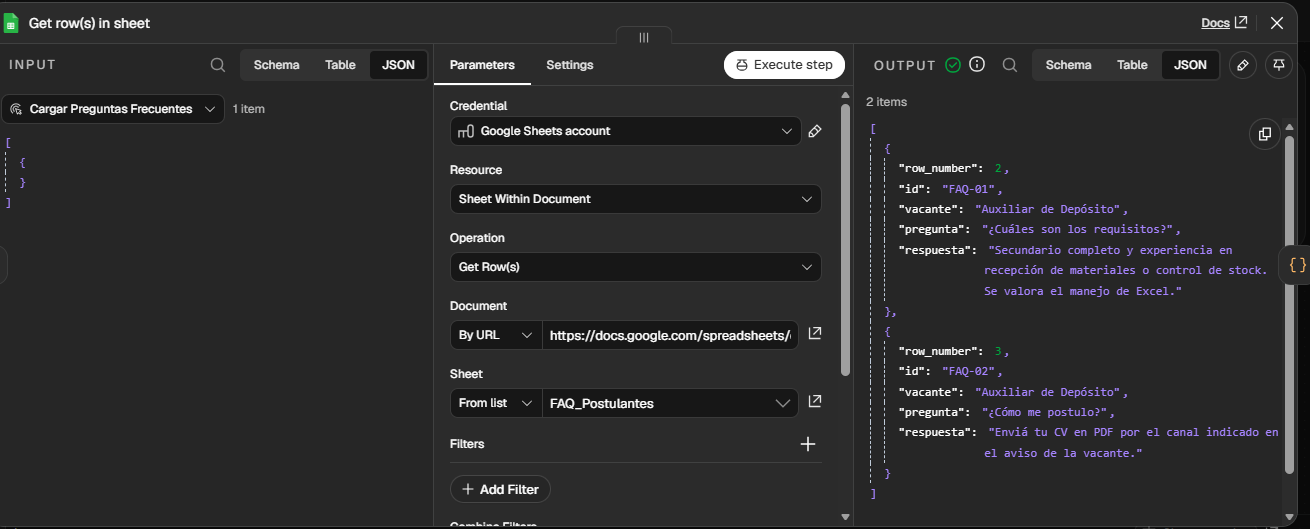 Get row(s) in sheet
Docs
INPUT
Schema
Table
JSON
Cargar Preguntas Frecuentes
1 item
[
{
}
]
Parameters
Settings
Execute step
Credential
Google Sheets account
Resource
Sheet Within Document
Operation
Get Row(s)
Document
By URL
https://docs.google.com/spreadsheets/
Sheet
From list
FAQ_Postulantes
Filters
Add Filter
Combine Filters
OUTPUT
Schema
Table
JSON
2 items
[
{
"row_number": 2,
"id": "FAQ-01",
"vacante": "Auxiliar de Depósito",
"pregunta": "¿Cuáles son los requisitos?",
"respuesta": "Secundario completo y experiencia en
recepción de materiales o control de stock.
Se valora el manejo de Excel."
},
{
"row_number": 3,
"id": "FAQ-02",
"vacante": "Auxiliar de Depósito",
"pregunta": "¿Cómo me postulo?",
"respuesta": "Enviá tu CV en PDF por el canal indicado en
el aviso de la vacante."
}
]
{}